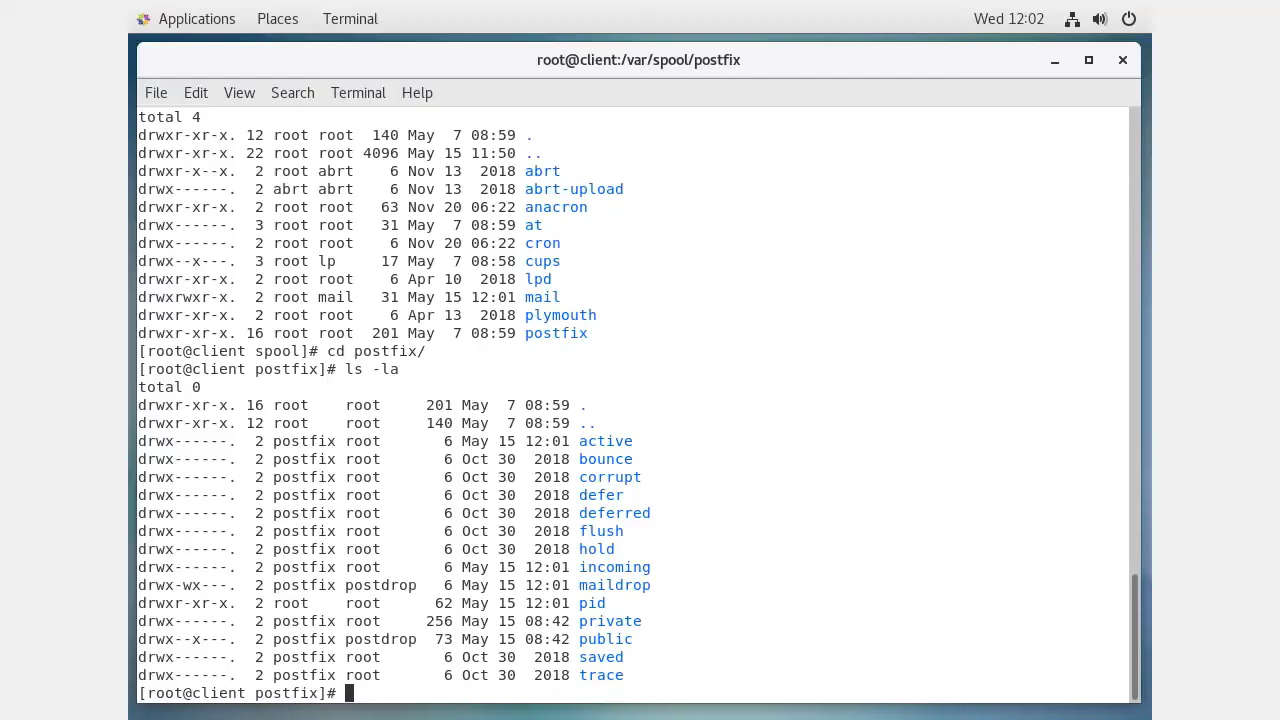 Applications Places Terminal Wed 12:02
root@client:/var/spool/postfix
File Edit View Search Terminal Help
total 4
drwxr-xr-x. 12 root root  140 May  7 08:59 .
drwxr-xr-x. 22 root root 4096 May 15 11:50 ..
drwxr-x--x.  2 root abrt    6 Nov 13  2018 abrt
drwx------.  2 abrt abrt    6 Nov 13  2018 abrt-upload
drwxr-xr-x.  2 root root   63 Nov 20 06:22 anacron
drwx------.  3 root root   31 May  7 08:59 at
drwx------.  2 root root    6 Nov 20 06:22 cron
drwx--x---.  3 root lp     17 May  7 08:58 cups
drwxr-xr-x.  2 root root    6 Apr 10  2018 lpd
drwxrwxr-x.  2 root mail   31 May 15 12:01 mail
drwxr-xr-x.  2 root root    6 Apr 13  2018 plymouth
drwxr-xr-x. 16 root root  201 May  7 08:59 postfix
[root@client spool]# cd postfix/
[root@client postfix]# ls -la
total 0
drwxr-xr-x. 16 root    root     201 May  7 08:59 .
drwxr-xr-x. 12 root    root     140 May  7 08:59 ..
drwx------.  2 postfix root       6 May 15 12:01 active
drwx------.  2 postfix root       6 Oct 30  2018 bounce
drwx------.  2 postfix root       6 Oct 30  2018 corrupt
drwx------.  2 postfix root       6 Oct 30  2018 defer
drwx------.  2 postfix root       6 Oct 30  2018 deferred
drwx------.  2 postfix root       6 Oct 30  2018 flush
drwx------.  2 postfix root       6 Oct 30  2018 hold
drwx------.  2 postfix root       6 May 15 12:01 incoming
drwx-wx---.  2 postfix postdrop   6 May 15 12:01 maildrop
drwxr-xr-x.  2 root    root      62 May 15 12:01 pid
drwx------.  2 postfix root     256 May 15 08:42 private
drwx--x---.  2 postfix postdrop  73 May 15 08:42 public
drwx------.  2 postfix root       6 Oct 30  2018 saved
drwx------.  2 postfix root       6 Oct 30  2018 trace
[root@client postfix]#